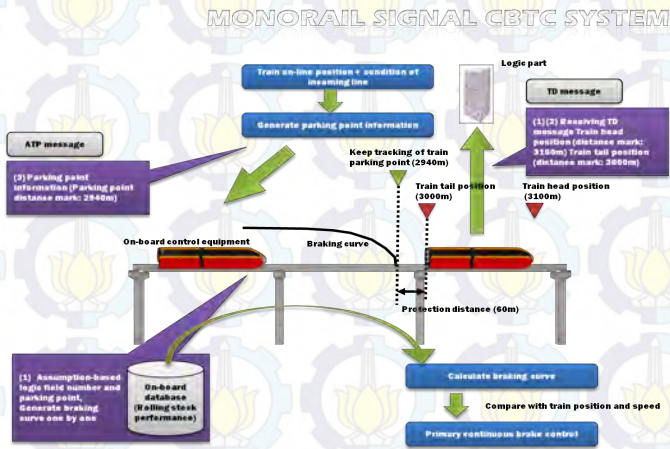 MONORAIL SIGNAL CBTC SYSTEM
Logic part
Train on-line position + condition of
incoming line
TD message
Generate parking point information
(1)(2) Receiving TD
message Train head
position (distance mark:
3100m) Train tail position
(distance mark: 3000m)
ATP message
Keep tracking of train
parking point (2940m)
(3) Parking point
information (Parking point
distance mark: 2940m)
Train tail position
(3000m)
Train head position
(3100m)
On-board control equipment
Braking curve
Protection distance (60m)
(1) Assumption-based
logic field number and
parking point,
Generate braking
curve one by one
On-board
database
(Rolling stock
performance)
Calculate braking curve
Compare with train position and speed
Primary continuous brake control